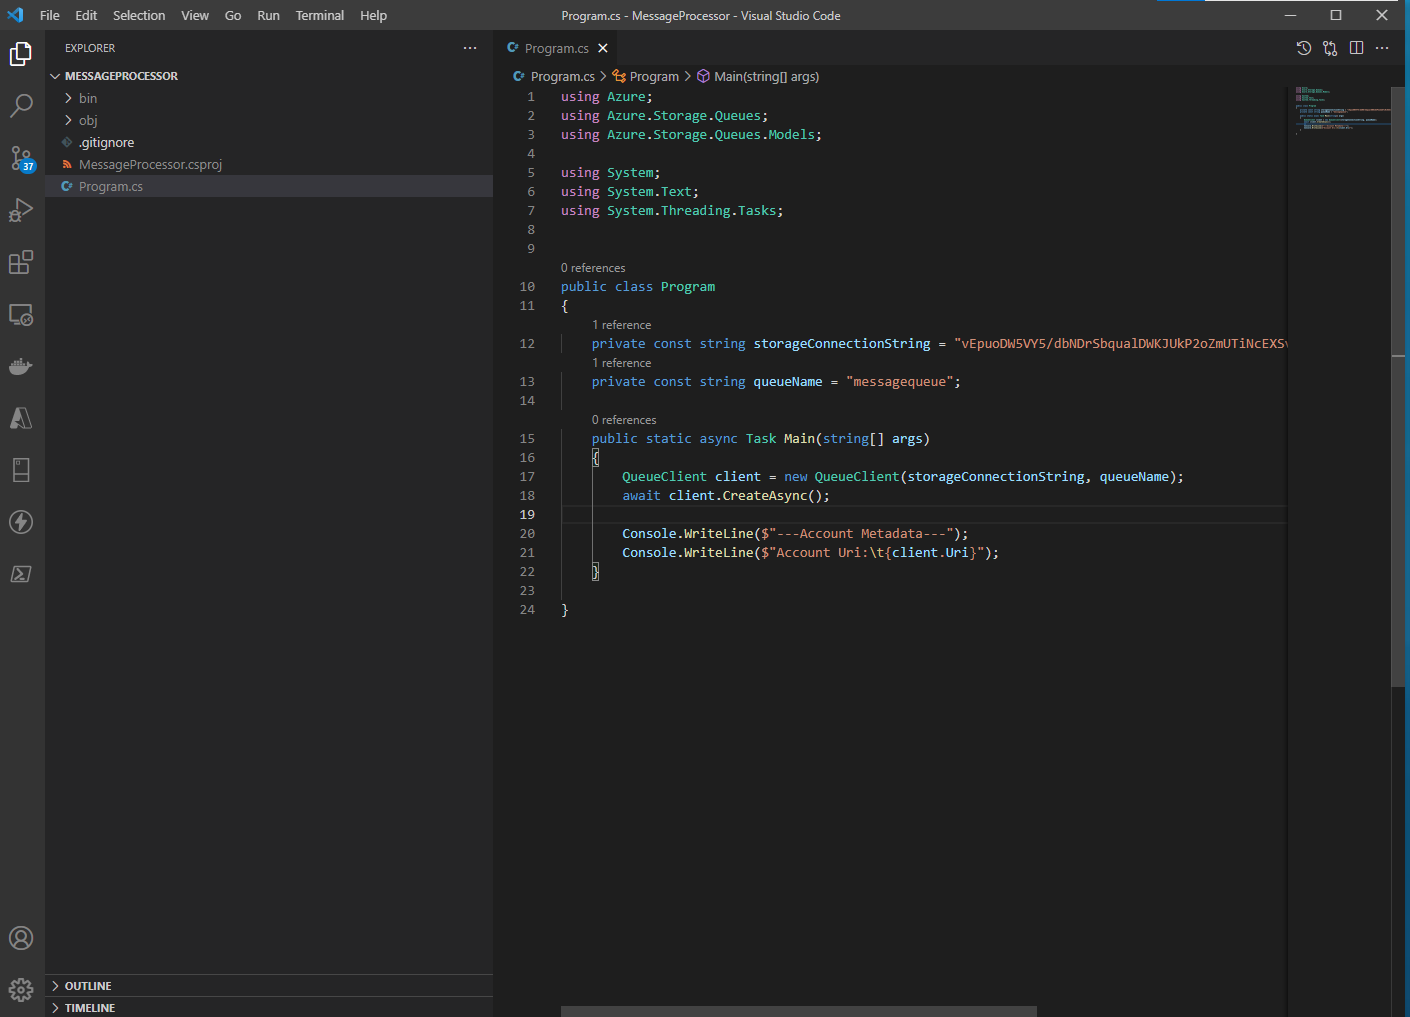 File Edit Selection View Go Run Terminal Help Program.cs - MessageProcessor - Visual Studio Code
EXPLORER
MESSAGEPROCESSOR
bin
obj
.gitignore
MessageProcessor.csproj
C# Program.cs
37
OUTLINE
TIMELINE
C# Program.cs
C# Program.cs > Program > Main(string[] args)
1 using Azure;
2 using Azure.Storage.Queues;
3 using Azure.Storage.Queues.Models;
4
5 using System;
6 using System.Text;
7 using System.Threading.Tasks;
8
9
0 references
10 public class Program
11 {
1 reference
12 private const string storageConnectionString = "vEpuoDW5VY5/dbNDrSbqualDWKJUkP2oZmUTiNcEXS
1 reference
13 private const string queueName = "messagequeue";
14
0 references
15 public static async Task Main(string[] args)
16 {
17 QueueClient client = new QueueClient(storageConnectionString, queueName);
18 await client.CreateAsync();
19
20 Console.WriteLine($"---Account Metadata---");
21 Console.WriteLine($"Account Uri:\t{client.Uri}");
22 }
23
24 }